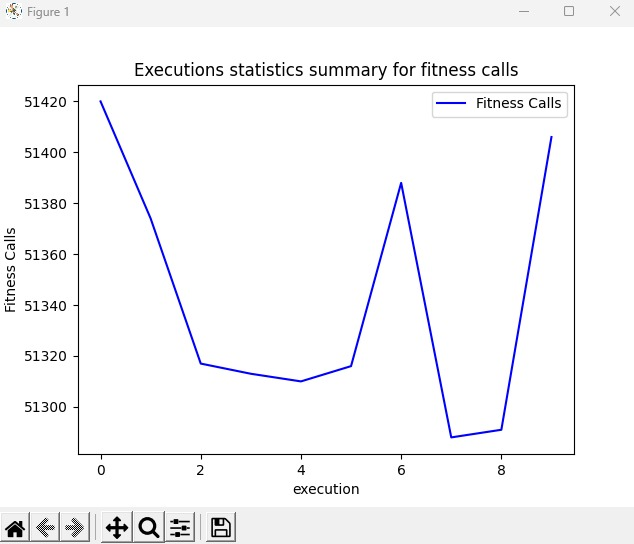 Figure 1
Executions statistics summary for fitness calls
Fitness Calls
51420
51400
51380
51360
51340
51320
51300
Fitness Calls
0 2 4 6 8
execution